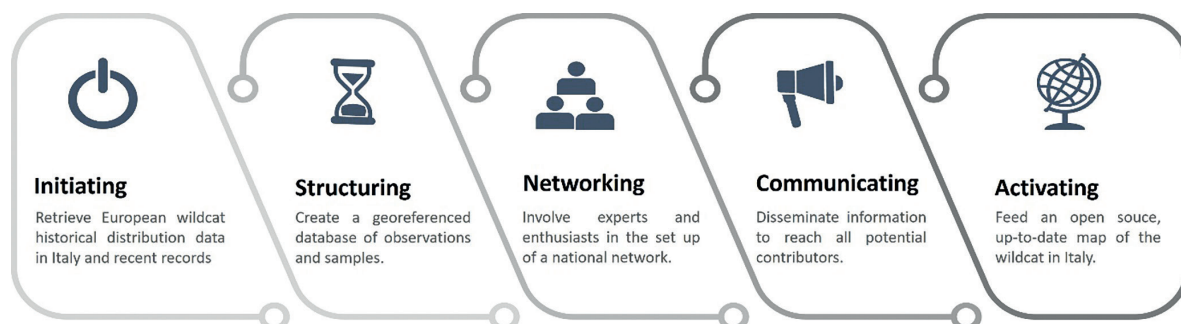 Initiating
Retrieve European wildcat
historical distribution data
in Italy and recent records
Structuring
Create a georeferenced
database of observations
and samples.
Networking
Involve experts and
enthusiasts in the set up
of a national network.
Communicating
Disseminate information
to reach all potential
contributors.
Activating
Feed an open souce,
up-to-date map of the
wildcat in Italy.